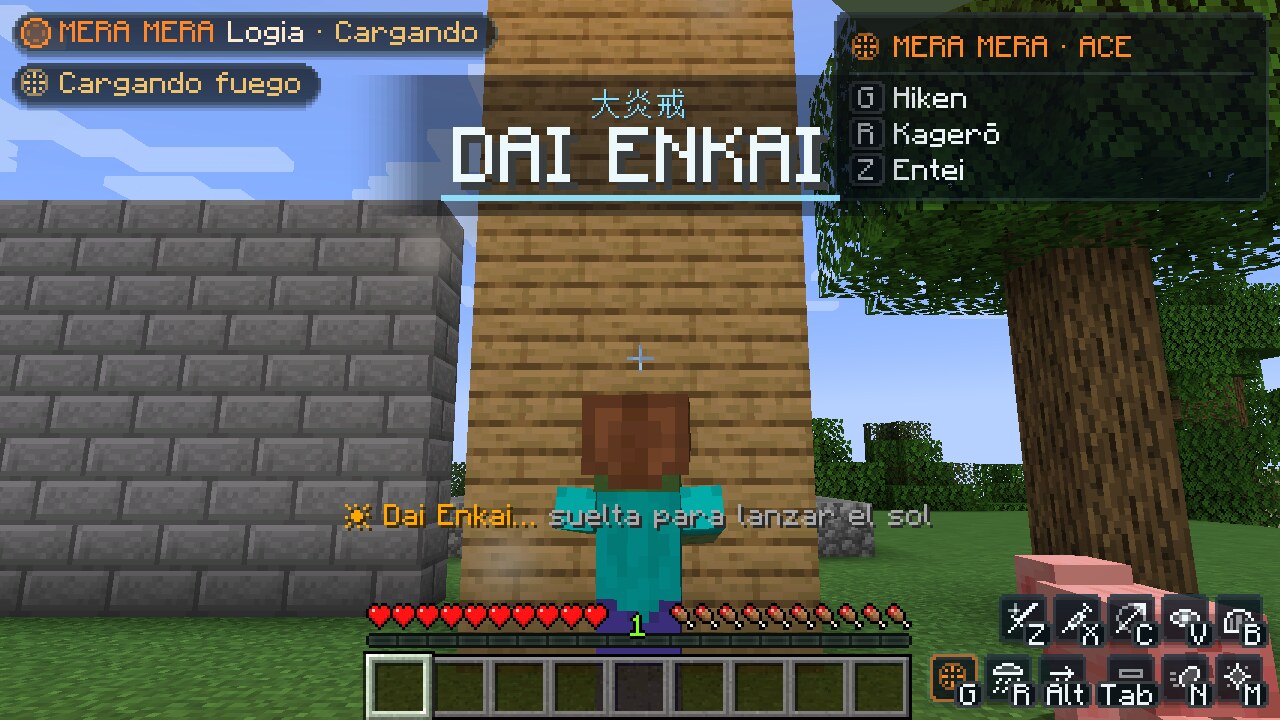 MERA MERA Logia · Cargando
Cargando fuego
大炎戒
DAI ENKAI
MERA MERA · ACE
G Hiken
R Kagerō
Z Entei
Dai Enkai... suelta para lanzar el sol
1
Z X C V B
G R Alt Tab N M